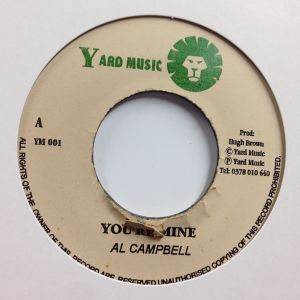 YARD MUSIC
A
YM 001
Prod:
Hugh Brown
© Yard Music
℗ Yard Music
Tel: 0378 010 640
YOU'RE MINE
AL CAMPBELL
ALL RIGHTS OF THE OWNER OF THIS RECORD ARE RESERVED UNAUTHORISED COPYING OF THIS RECORD PROHIBITED.